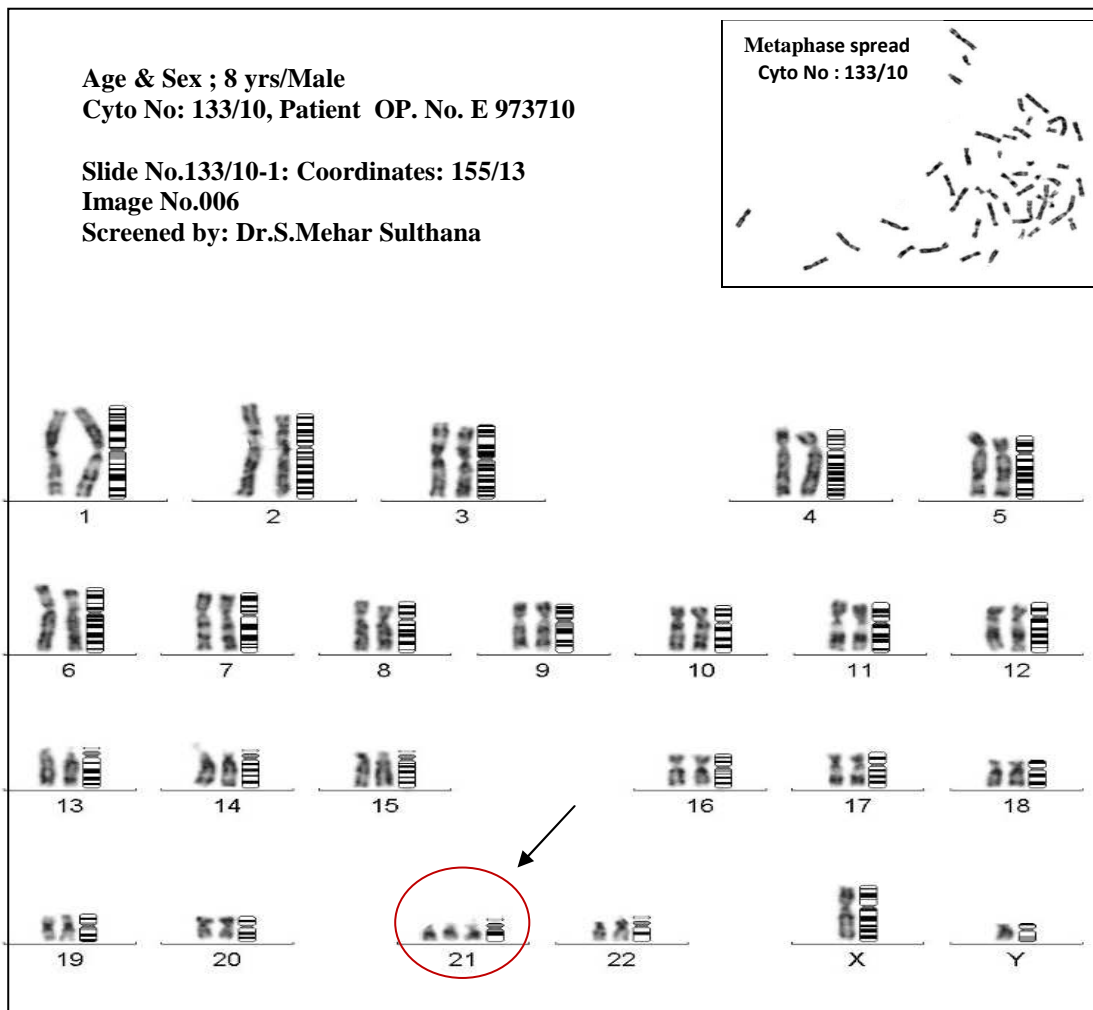 Age & Sex ; 8 yrs/Male
Cyto No: 133/10, Patient OP. No. E 973710
Slide No.133/10-1: Coordinates: 155/13
Image No.006
Screened by: Dr.S.Mehar Sulthana
Metaphase spread
Cyto No : 133/10
1 2 3 4 5
6 7 8 9 10 11 12
13 14 15 16 17 18
19 20 21 22 X Y